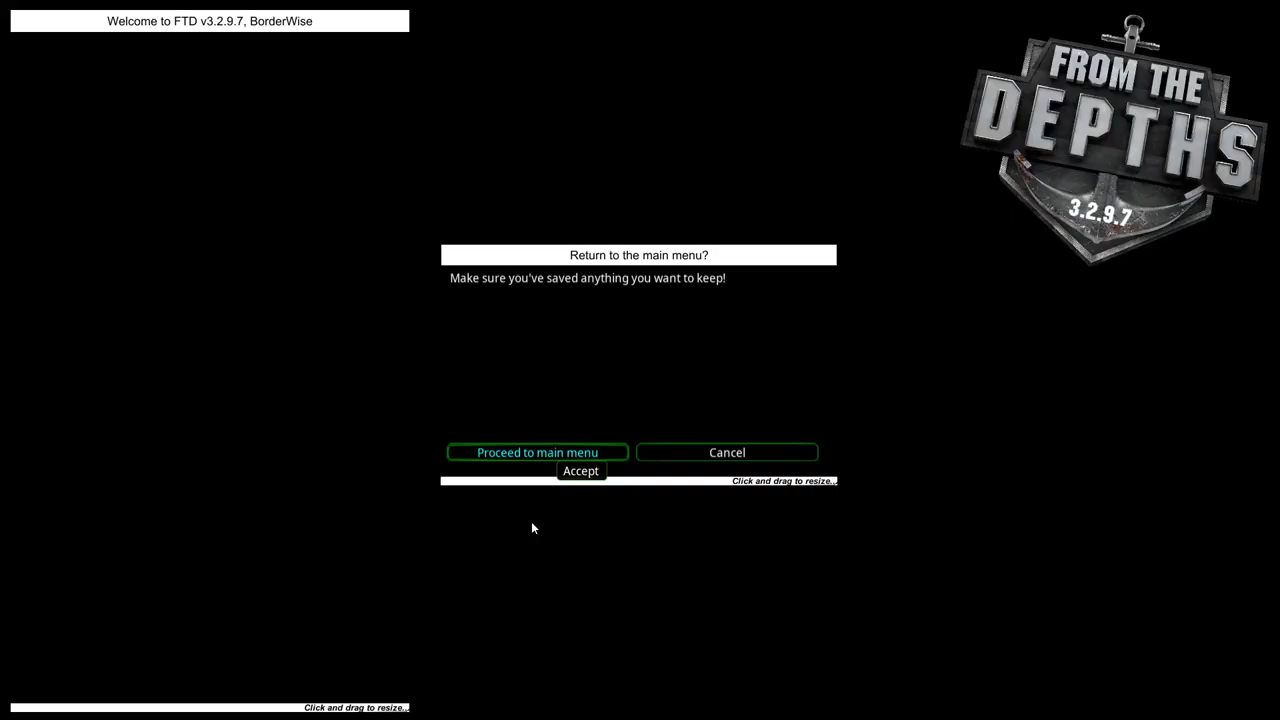 Welcome to FTD v3.2.9.7, BorderWise
FROM THE
DEPTHS
3.2.9.7
Return to the main menu?
Make sure you've saved anything you want to keep!
Proceed to main menu
Cancel
Accept
Click and drag to resize...
Click and drag to resize...